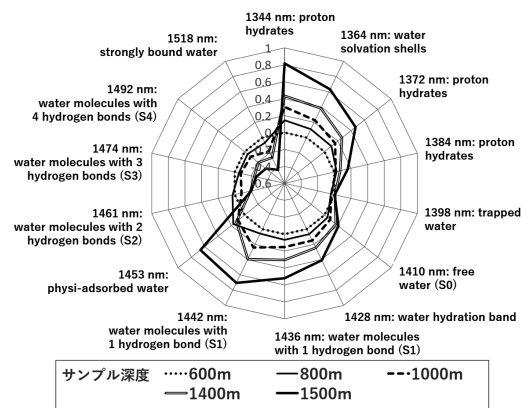 1344 nm: proton
hydrates
1364 nm: water
solvation shells
1372 nm: proton
hydrates
1384 nm: proton
hydrates
1398 nm: trapped
water
1410 nm: free
water (S0)
1428 nm: water hydration band
1436 nm: water molecules
with 1 hydrogen bond (S1)
1442 nm:
water molecules with
1 hydrogen bond (S1)
1453 nm:
physi-adsorbed water
1461 nm:
water molecules with 2
hydrogen bonds (S2)
1474 nm:
water molecules with 3
hydrogen bonds (S3)
1492 nm:
water molecules with
4 hydrogen bonds (S4)
1518 nm:
strongly bound water
1
0.6
0.4
0.2
サンプル深度
600m
800m
1000m
1400m
1500m